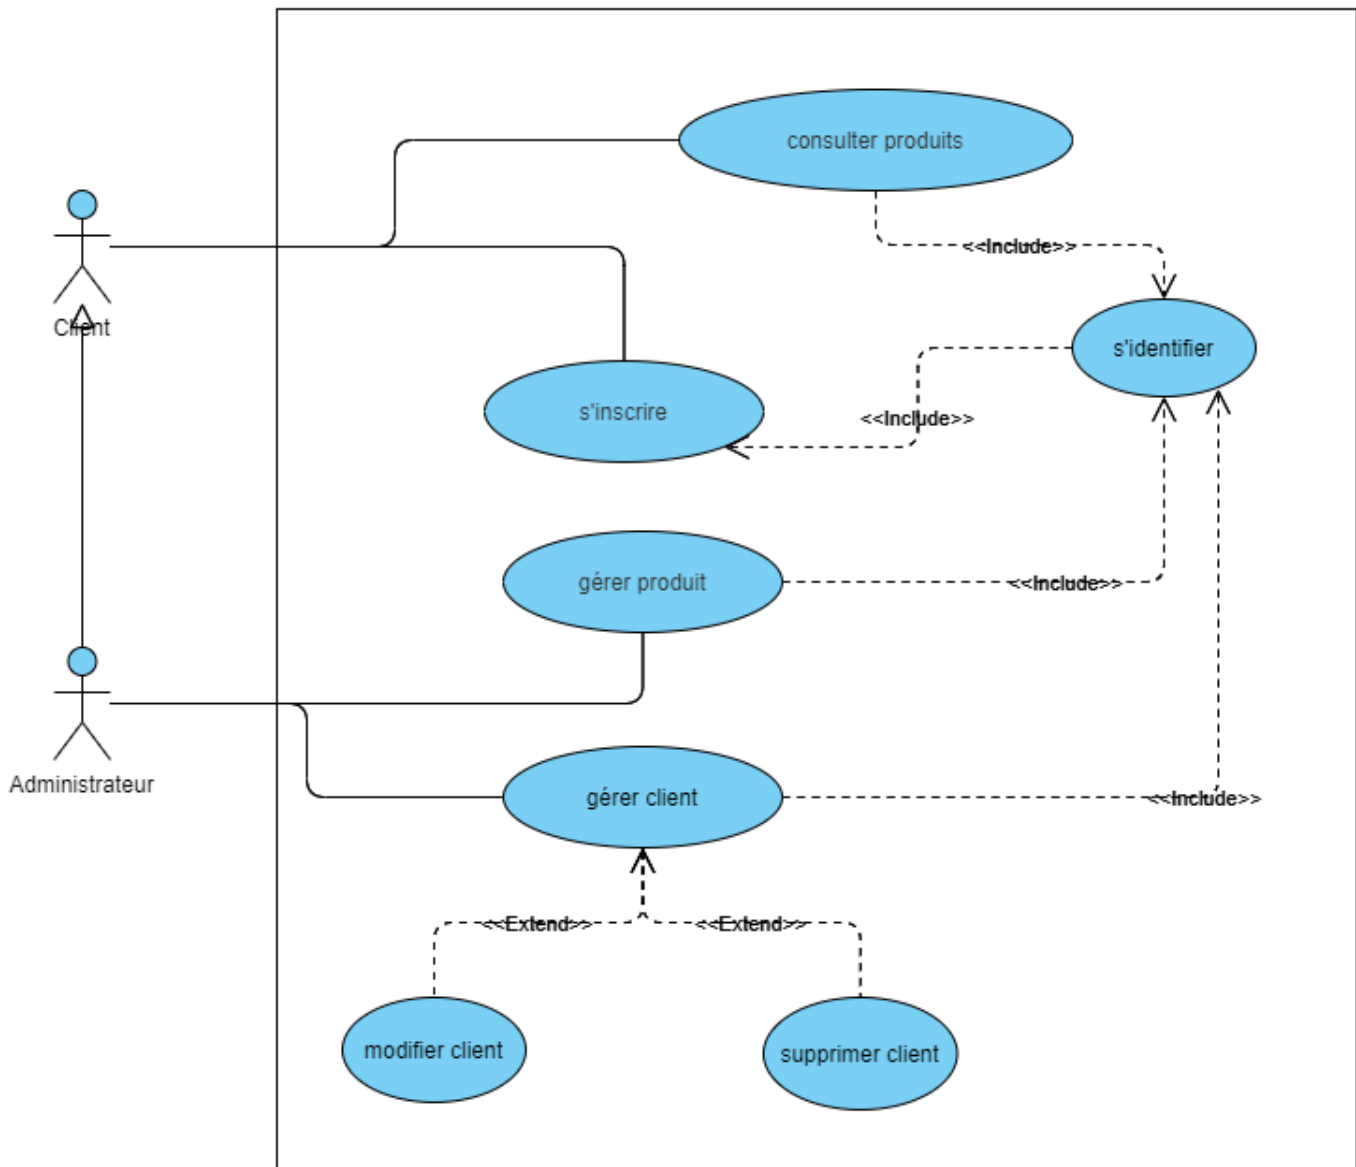 consulter produits
<<Include>>
Client
s'identifier
s'inscrire
<<Include>>
gérer produit
<<Include>>
Administrateur
gérer client
<<Include>>
<<Extend>>
<<Extend>>
modifier client
supprimer client